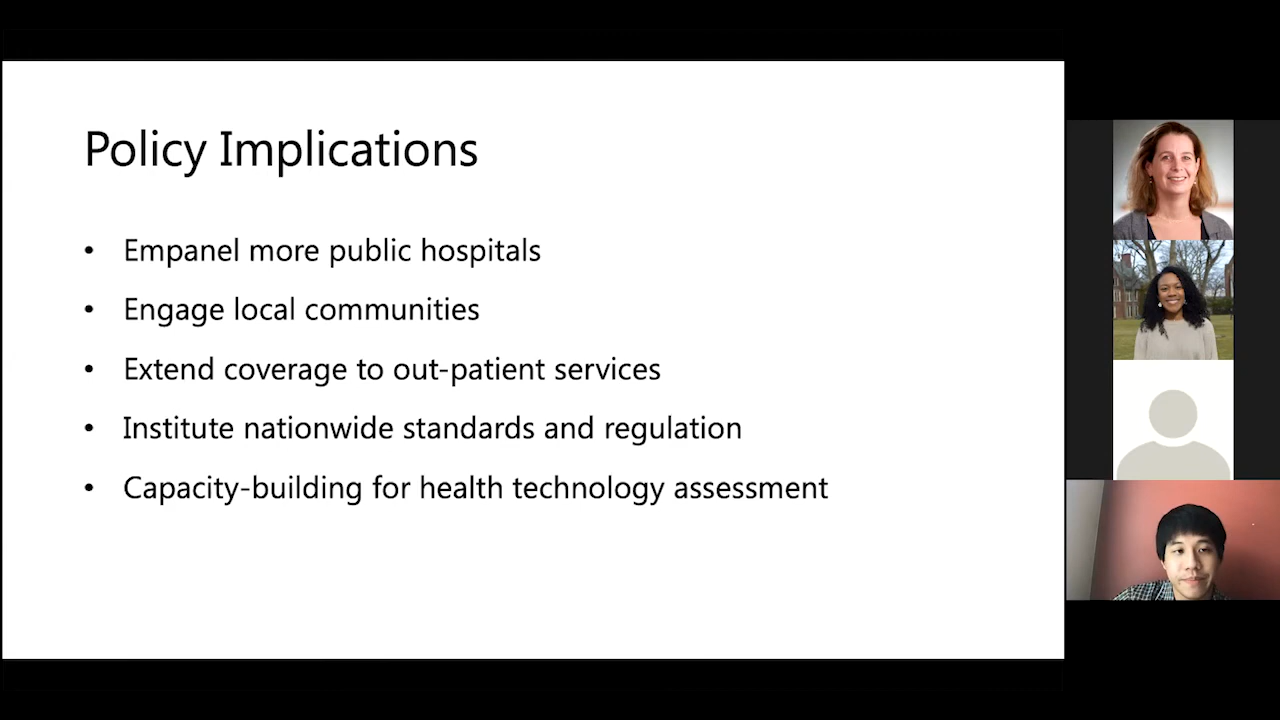 Policy Implications
• Empanel more public hospitals
• Engage local communities
• Extend coverage to out-patient services
• Institute nationwide standards and regulation
• Capacity-building for health technology assessment